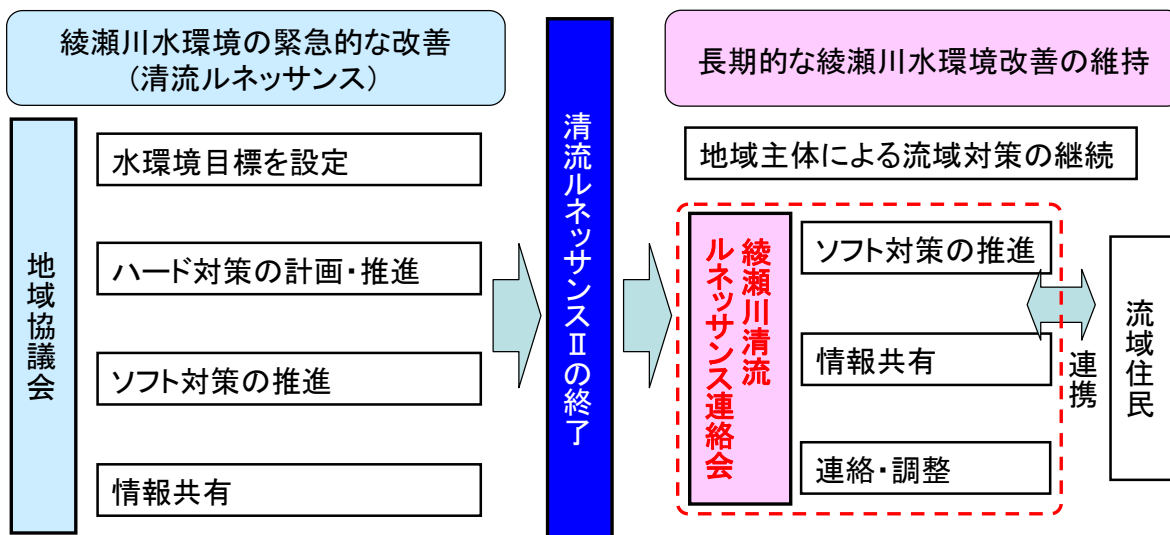 綾瀬川水環境の緊急的な改善
(清流ルネッサンス)
地域協議会
水環境目標を設定
ハード対策の計画・推進
ソフト対策の推進
情報共有
清流ルネッサンスⅡの終了
長期的な綾瀬川水環境改善の維持
地域主体による流域対策の継続
綾瀬川清流
ルネッサンス連絡会
ソフト対策の推進
情報共有
連絡・調整
連携
流域住民